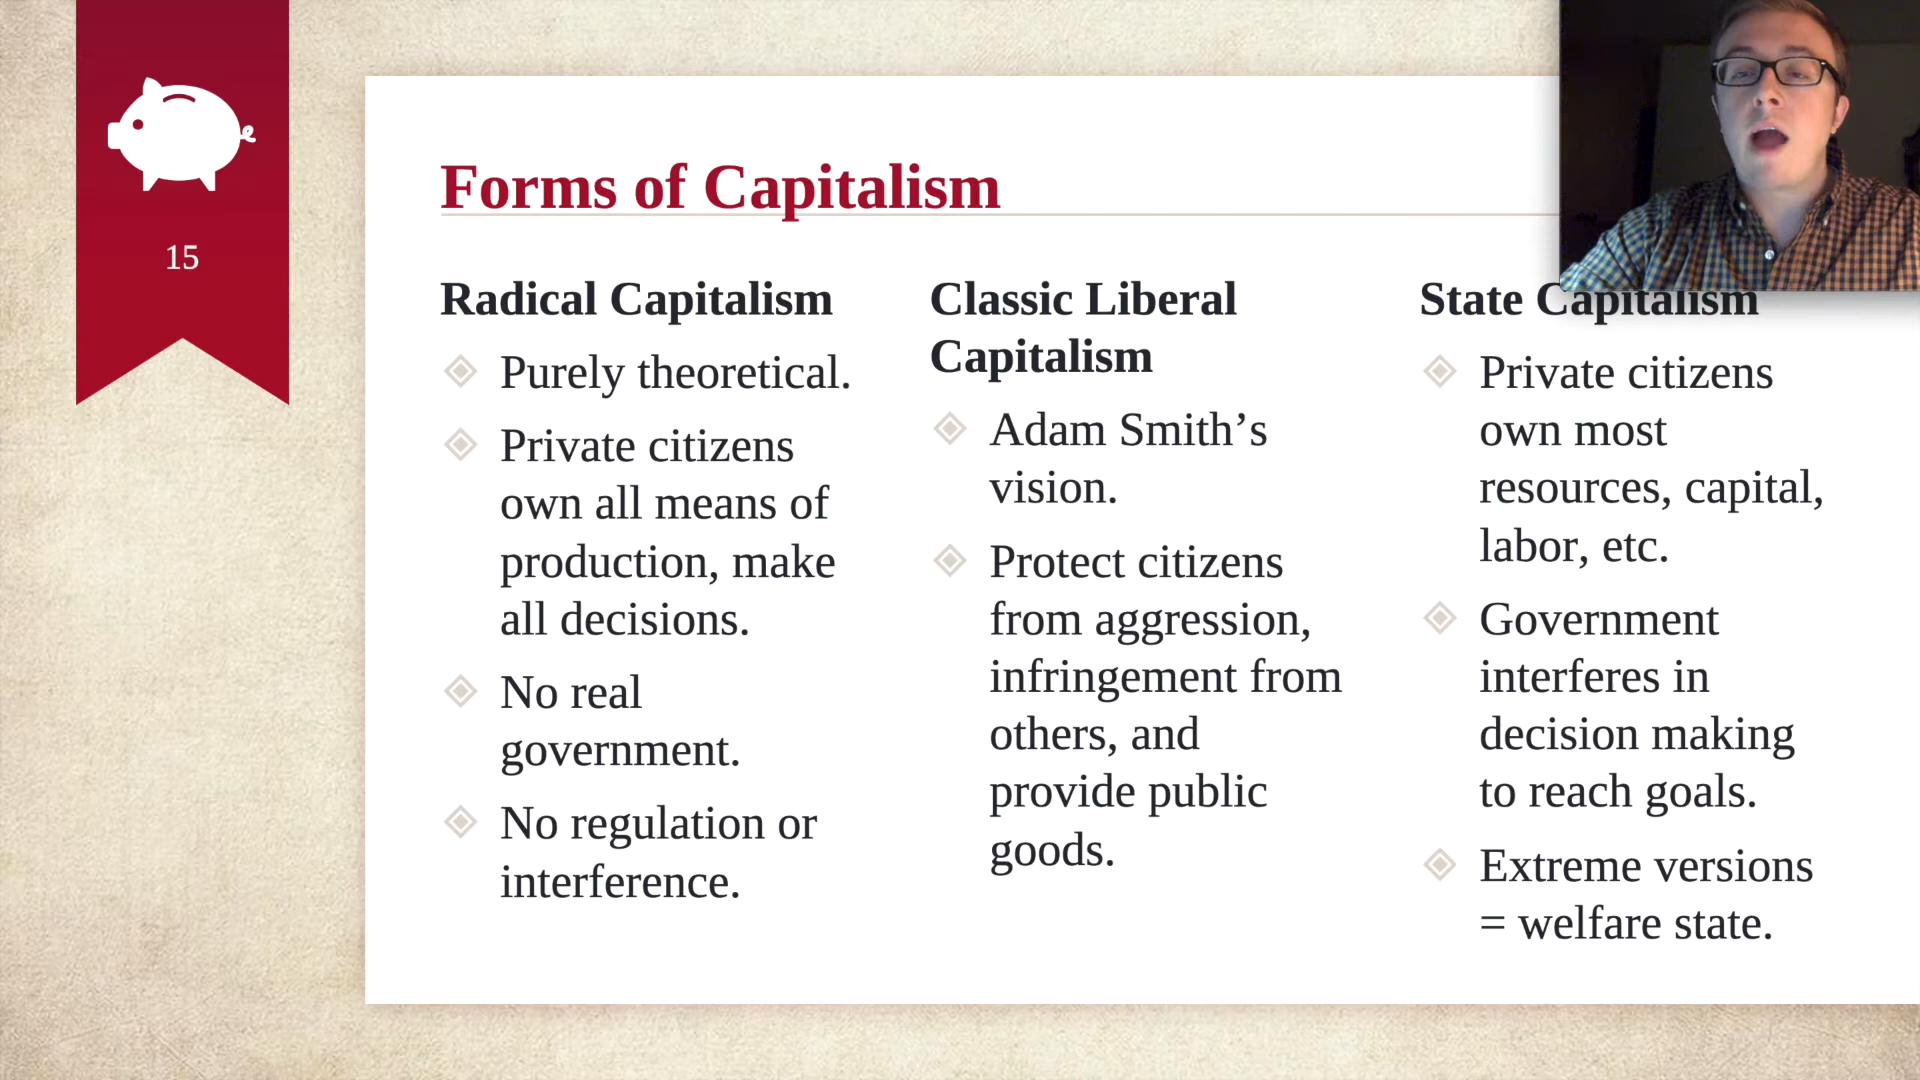 15
Forms of Capitalism
Radical Capitalism
Purely theoretical.
Private citizens
own all means of
production, make
all decisions.
No real
government.
No regulation or
interference.
Classic Liberal
Capitalism
Adam Smith’s
vision.
Protect citizens
from aggression,
infringement from
others, and
provide public
goods.
State Capitalism
Private citizens
own most
resources, capital,
labor, etc.
Government
interferes in
decision making
to reach goals.
Extreme versions
= welfare state.